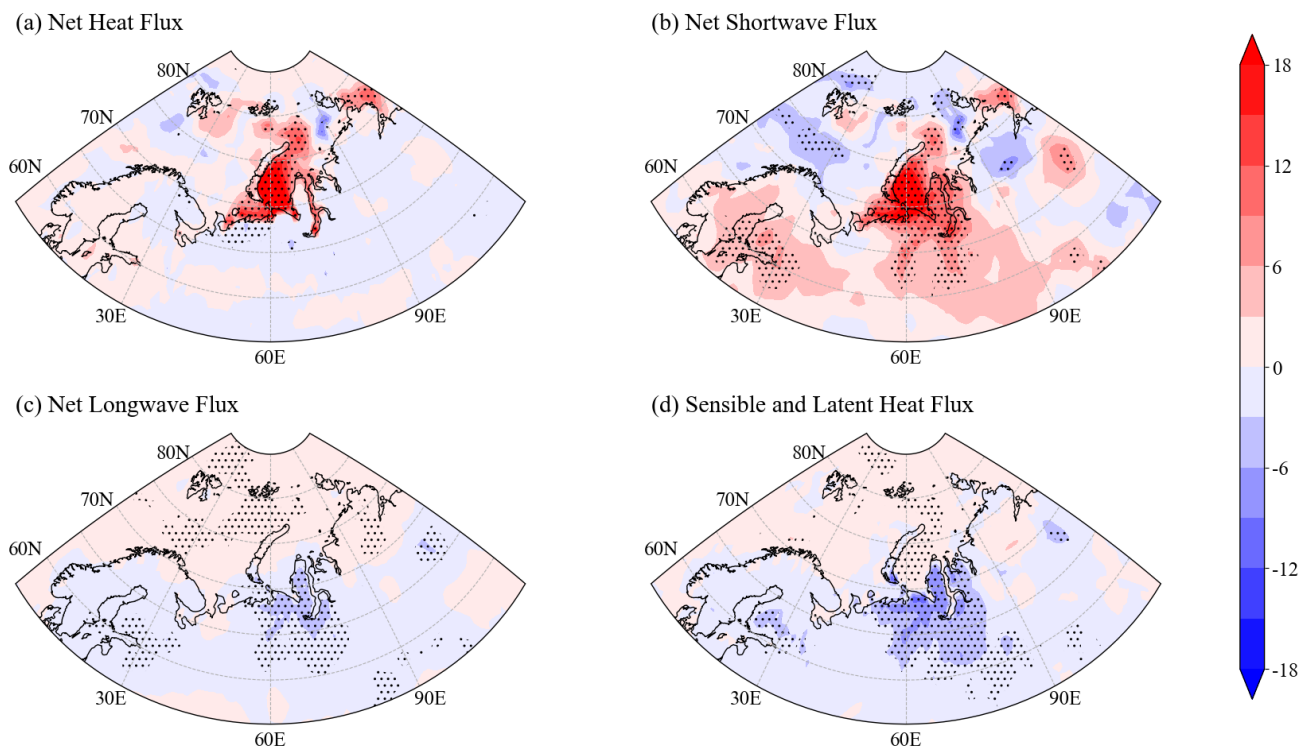 (a) Net Heat Flux
80N
70N
60N
30E
60E
90E
(b) Net Shortwave Flux
80N
70N
60N
30E
60E
90E
(c) Net Longwave Flux
80N
70N
60N
30E
60E
90E
(d) Sensible and Latent Heat Flux
80N
70N
60N
30E
60E
90E
18
12
6
0
-6
-12
-18